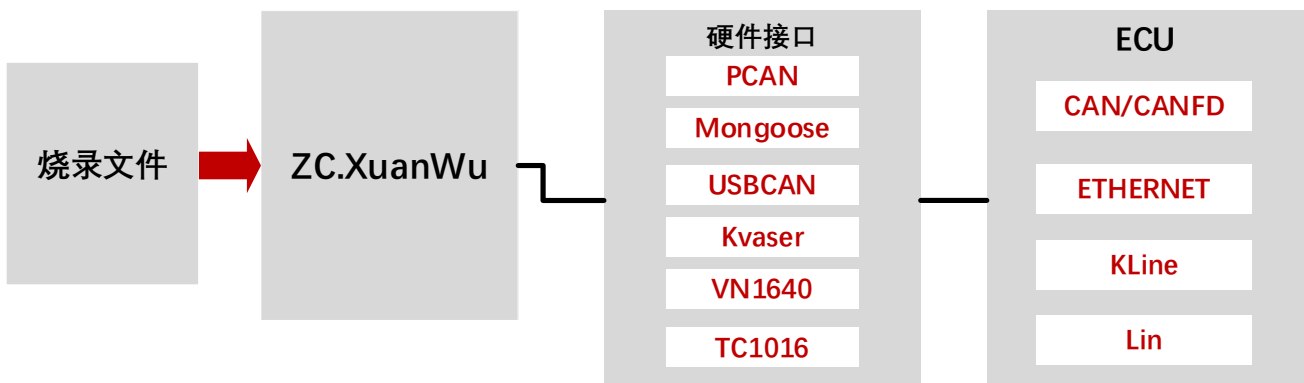 烧录文件
ZC.XuanWu
硬件接口
PCAN
Mongoose
USBCAN
Kvaser
VN1640
TC1016
ECU
CAN/CANFD
ETHERNET
KLine
Lin